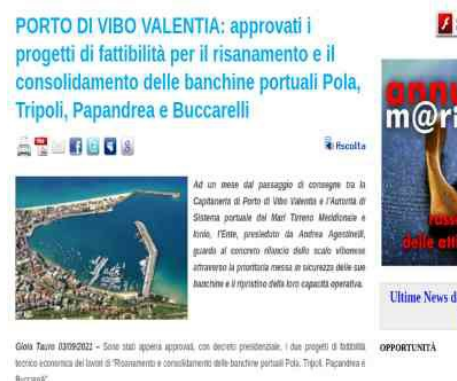 PORTO DI VIBO VALENTIA: approvati i
progetti di fattibilità per il risanamento e il
consolidamento delle banchine portuali Pola,
Tripoli, Papandrea e Buccarelli
Ascolta
Ad un mese dal passaggio di consegne tra la
Capitaneria di Porto di Vibo Valentia e l'Autorità di
Sistema portuale dei Mari Tirreno Meridionale e
Ionio, l'Ente, presieduto da Andrea Agostinelli,
guarda al concreto rilancio dello scalo vibonese
attraverso la prioritaria messa in sicurezza delle sue
banchine e il ripristino della loro capacità operativa.
Gioia Tauro 03/09/2021 – Sono stati appena approvati, con decreto presidenziale, i due progetti di fattibilità
tecnico economica dei lavori di "Risanamento e consolidamento delle banchine portuali Pola, Tripoli, Papandrea e
Buccarelli"
m@ri
delle atti
Ultime News d
OPPORTUNITÀ